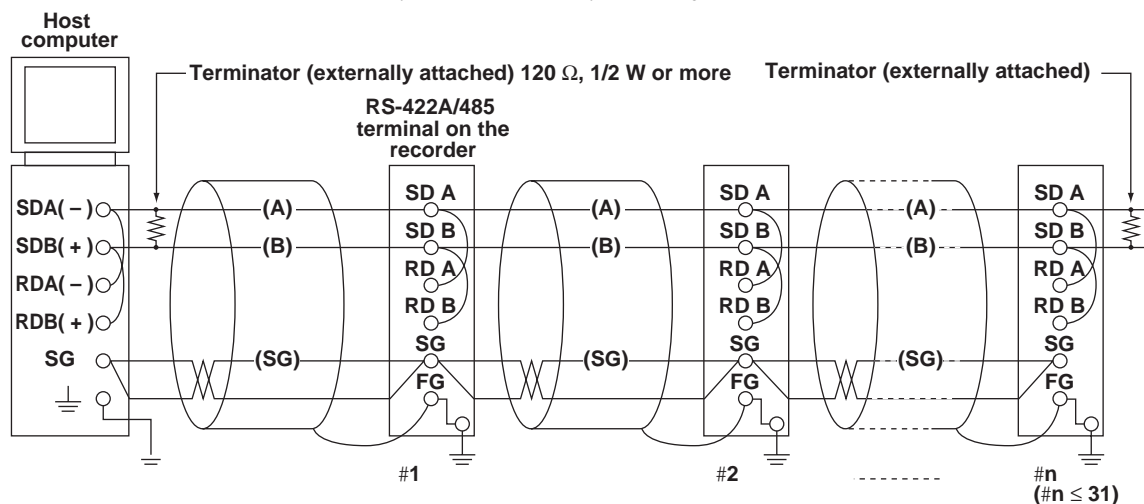 Host
computer
Terminator (externally attached) 120 Ω, 1/2 W or more
Terminator (externally attached)
RS-422A/485
terminal on the
recorder
SDA( – )
SDB( + )
RDA( – )
RDB( + )
SG
(A)
(B)
(SG)
SD A
SD B
RD A
RD B
SG
FG
#1
(A)
(B)
(SG)
SD A
SD B
RD A
RD B
SG
FG
#2
(A)
(B)
(SG)
SD A
SD B
RD A
RD B
SG
FG
#n
(#n ≤ 31)